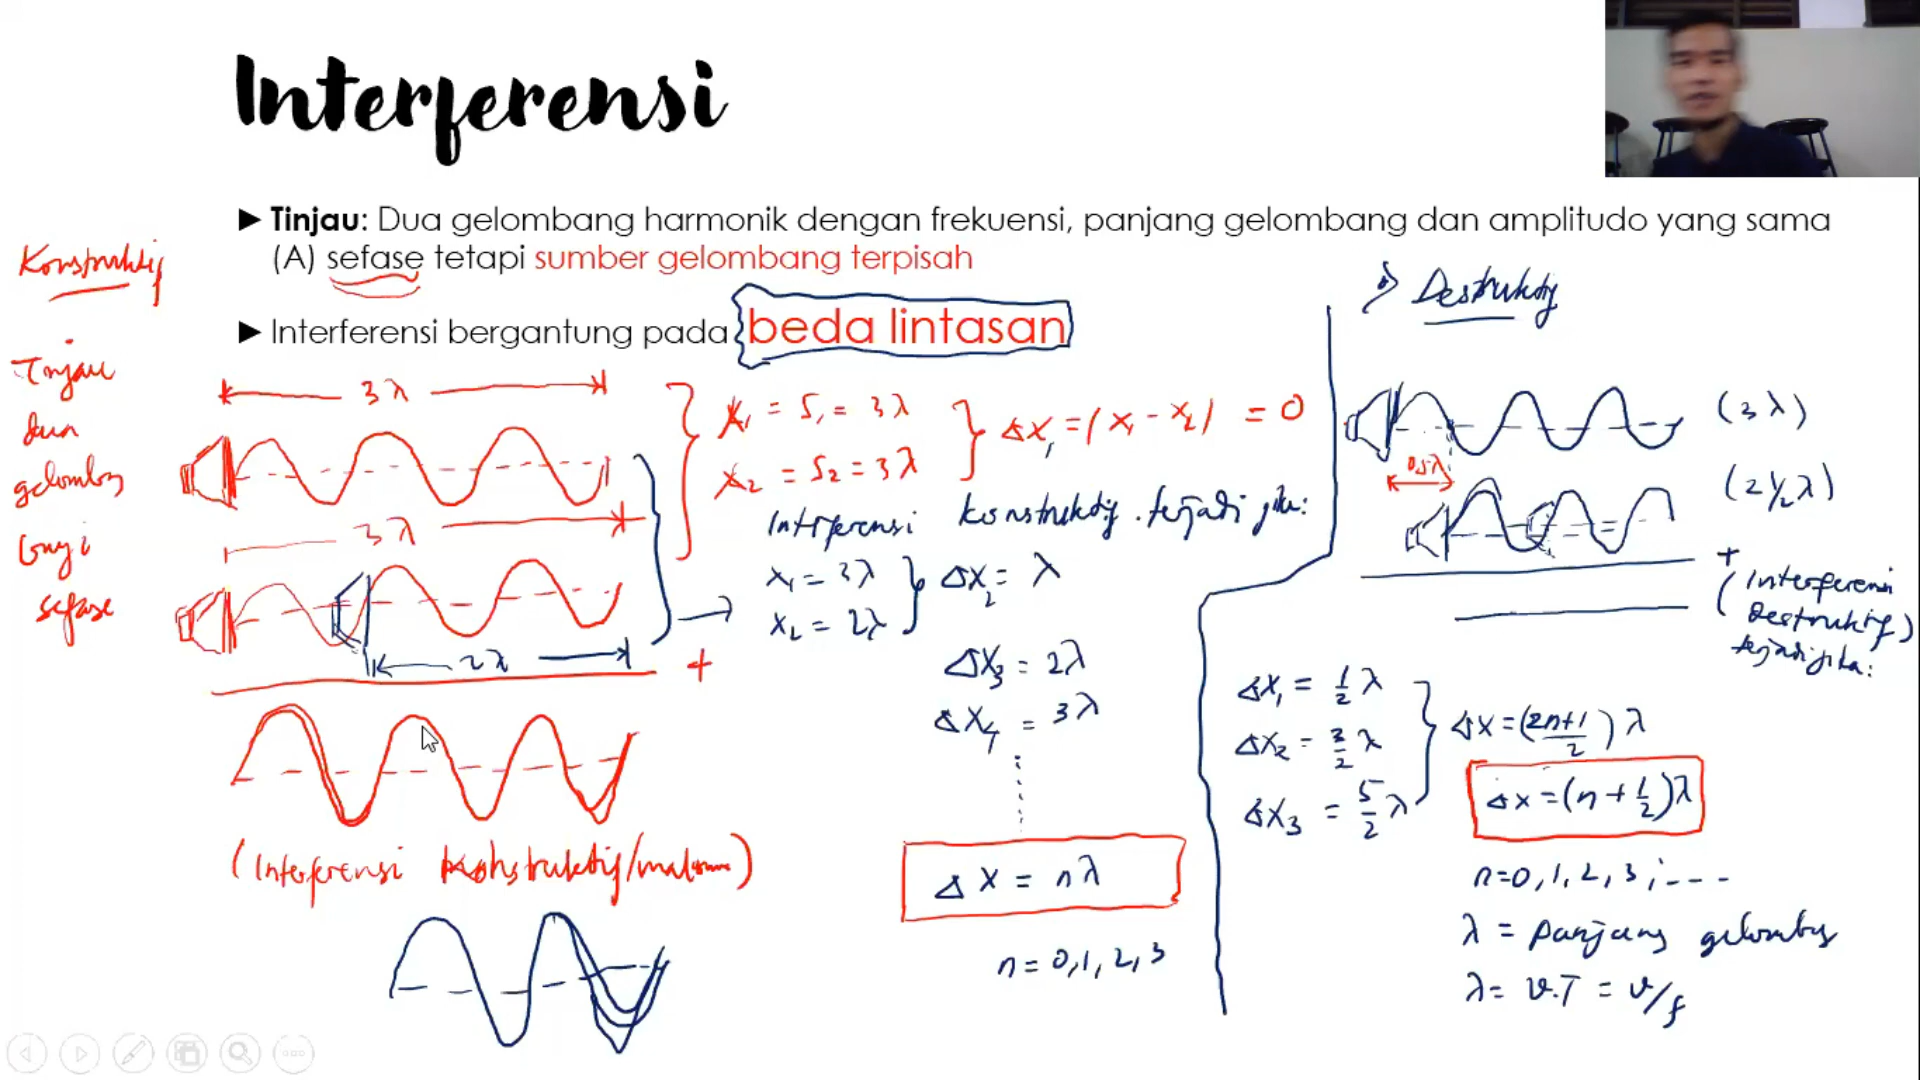 Interferensi
► Tinjau: Dua gelombang harmonik dengan frekuensi, panjang gelombang dan amplitudo yang sama
(A) sefase tetapi sumber gelombang terpisah
► Interferensi bergantung pada beda lintasan
Konstruktif
Tinjau
dua
gelombang
bunyi
sefase
3λ
3λ
2λ
+
(Interferensi Konstruktif/maksimum)
x₁ = S₁ = 3λ
x₂ = S₂ = 3λ
Δx₁ = (x₁ - x₂) = 0
Interferensi konstruktif terjadi jika:
x₁ = 3λ
x₂ = 2λ
Δx₂ = λ
Δx₃ = 2λ
Δx₄ = 3λ
Δx = nλ
n = 0, 1, 2, 3
Destruktif
(3λ)
0,5λ
(2½λ)
+
(Interferensi
Destruktif)
terjadi jika:
Δx₁ = ½λ
Δx₂ = 3/2 λ
Δx₃ = 5/2 λ
Δx = (2n+1/2)λ
Δx = (n + ½)λ
n = 0, 1, 2, 3, ----
λ = panjang gelombang
λ = v.T = v/f